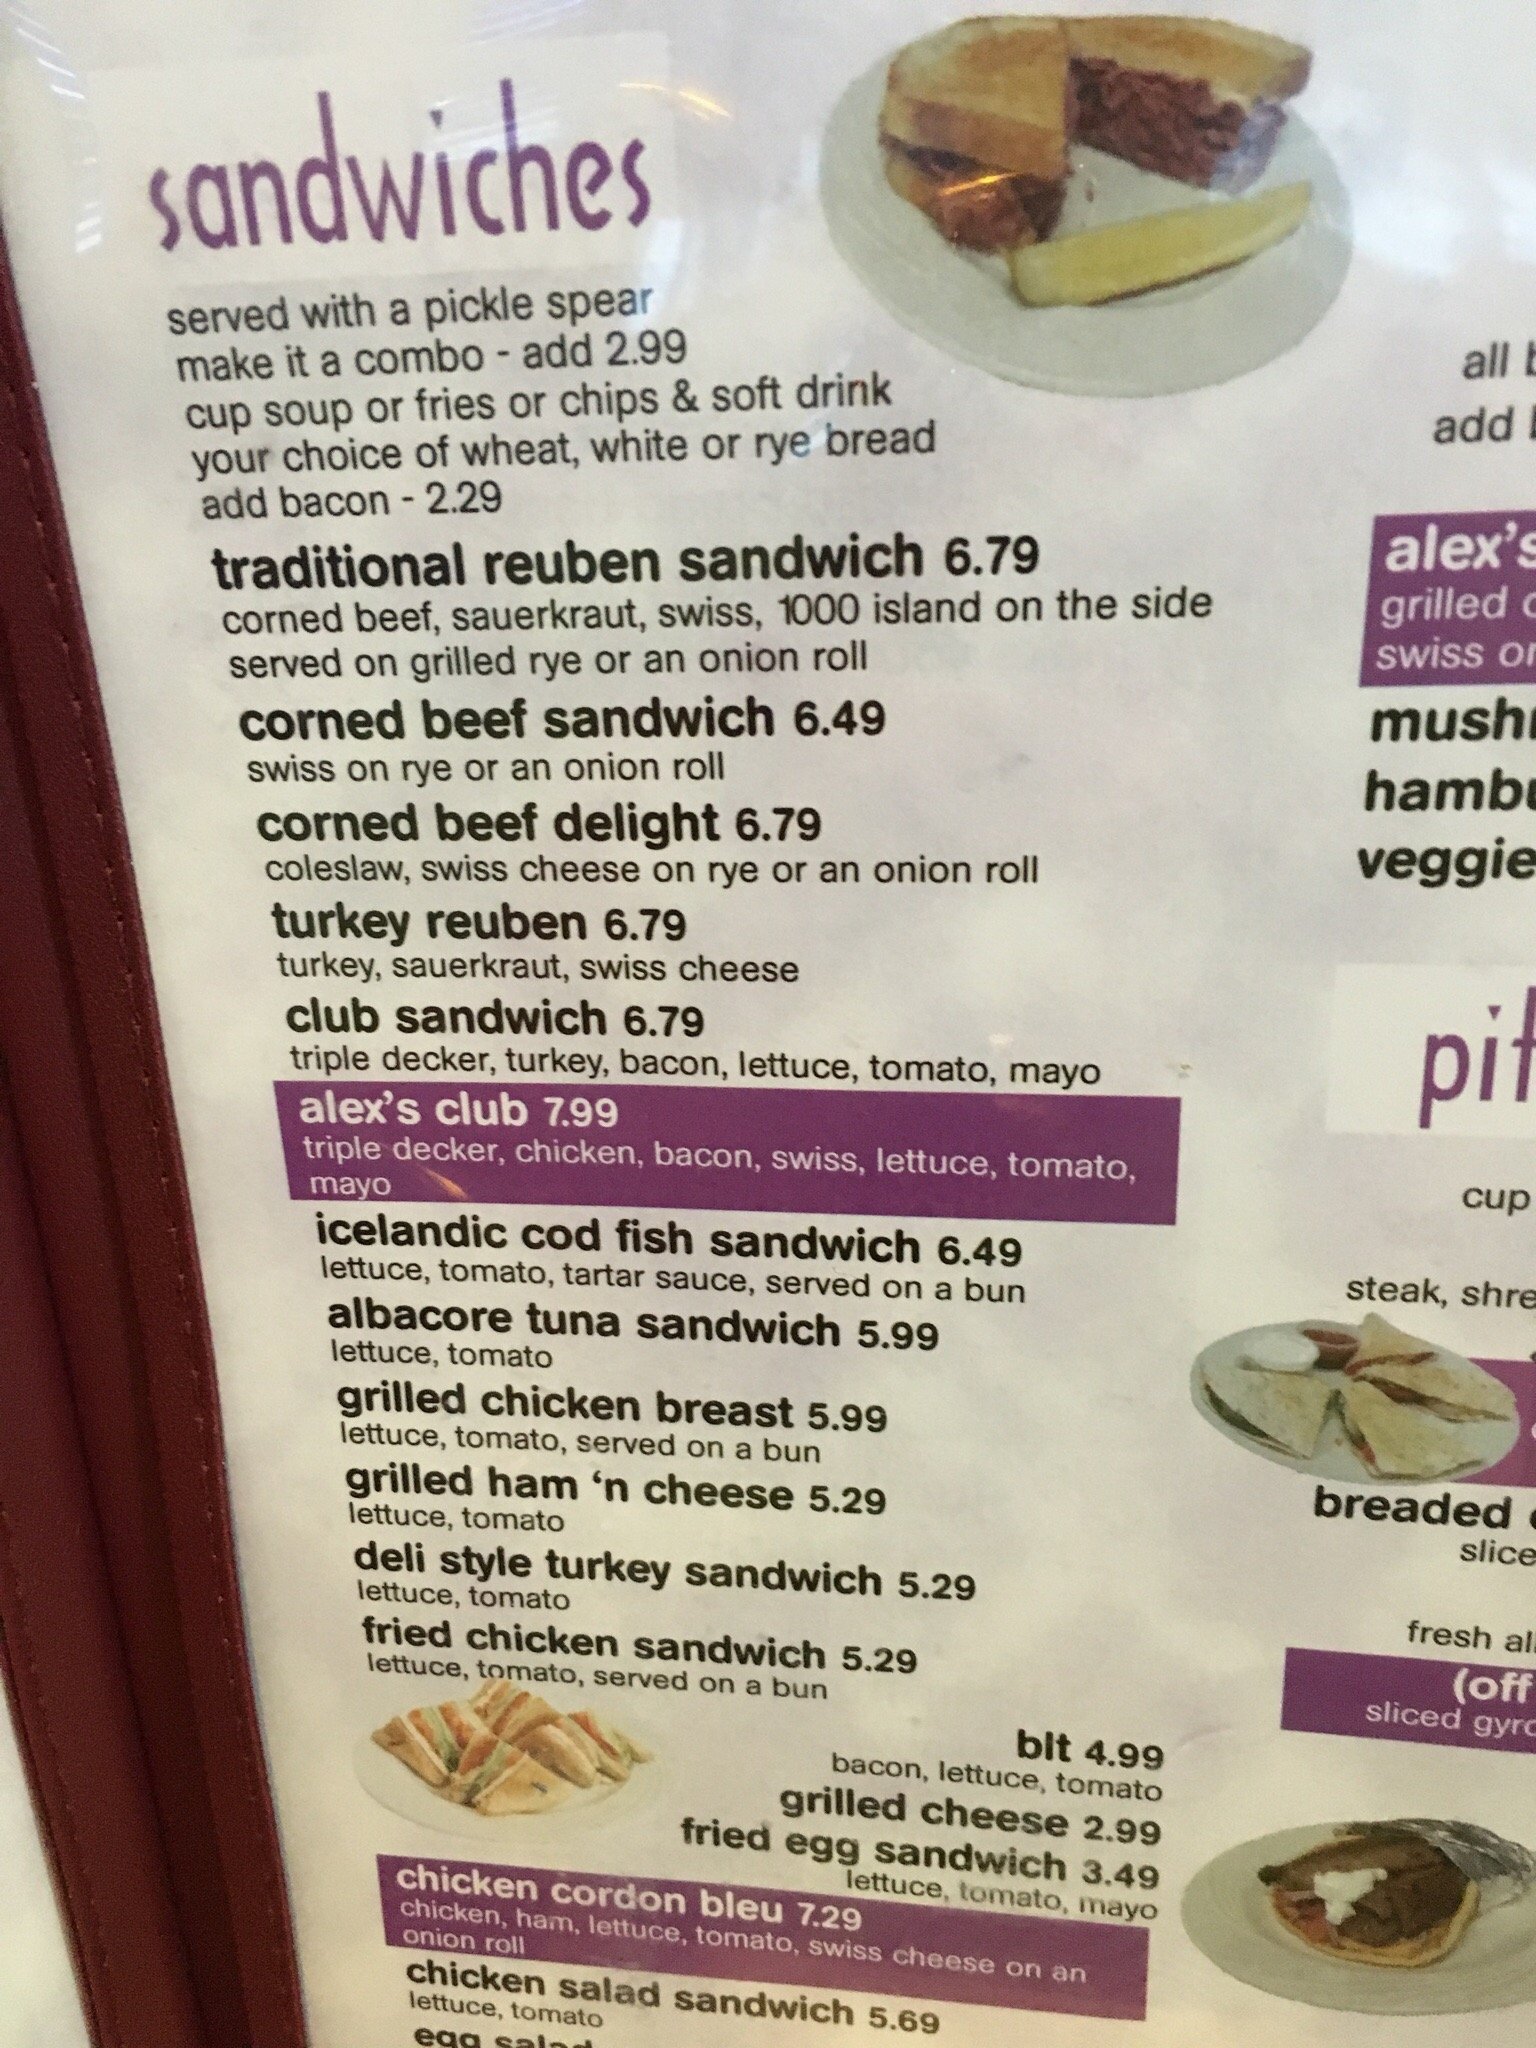 sandwiches
served with a pickle spear
make it a combo - add 2.99
cup soup or fries or chips & soft drink
your choice of wheat, white or rye bread
add bacon - 2.29
traditional reuben sandwich 6.79
corned beef, sauerkraut, swiss, 1000 island on the side
served on grilled rye or an onion roll
corned beef sandwich 6.49
swiss on rye or an onion roll
corned beef delight 6.79
coleslaw, swiss cheese on rye or an onion roll
turkey reuben 6.79
turkey, sauerkraut, swiss cheese
club sandwich 6.79
triple decker, turkey, bacon, lettuce, tomato, mayo
alex's club 7.99
triple decker, chicken, bacon, swiss, lettuce, tomato,
mayo
icelandic cod fish sandwich 6.49
lettuce, tomato, tartar sauce, served on a bun
albacore tuna sandwich 5.99
lettuce, tomato
grilled chicken breast 5.99
lettuce, tomato, served on a bun
grilled ham 'n cheese 5.29
lettuce, tomato
deli style turkey sandwich 5.29
lettuce, tomato
fried chicken sandwich 5.29
lettuce, tomato, served on a bun
blt 4.99
bacon, lettuce, tomato
grilled cheese 2.99
fried egg sandwich 3.49
lettuce, tomato, mayo
chicken cordon bleu 7.29
chicken, ham, lettuce, tomato, swiss cheese on an
onion roll
chicken salad sandwich 5.69
lettuce, tomato
egg salad
all
add
alex's
grilled
swiss
veggie
cup
steak,
breaded
fresh
(off
sliced